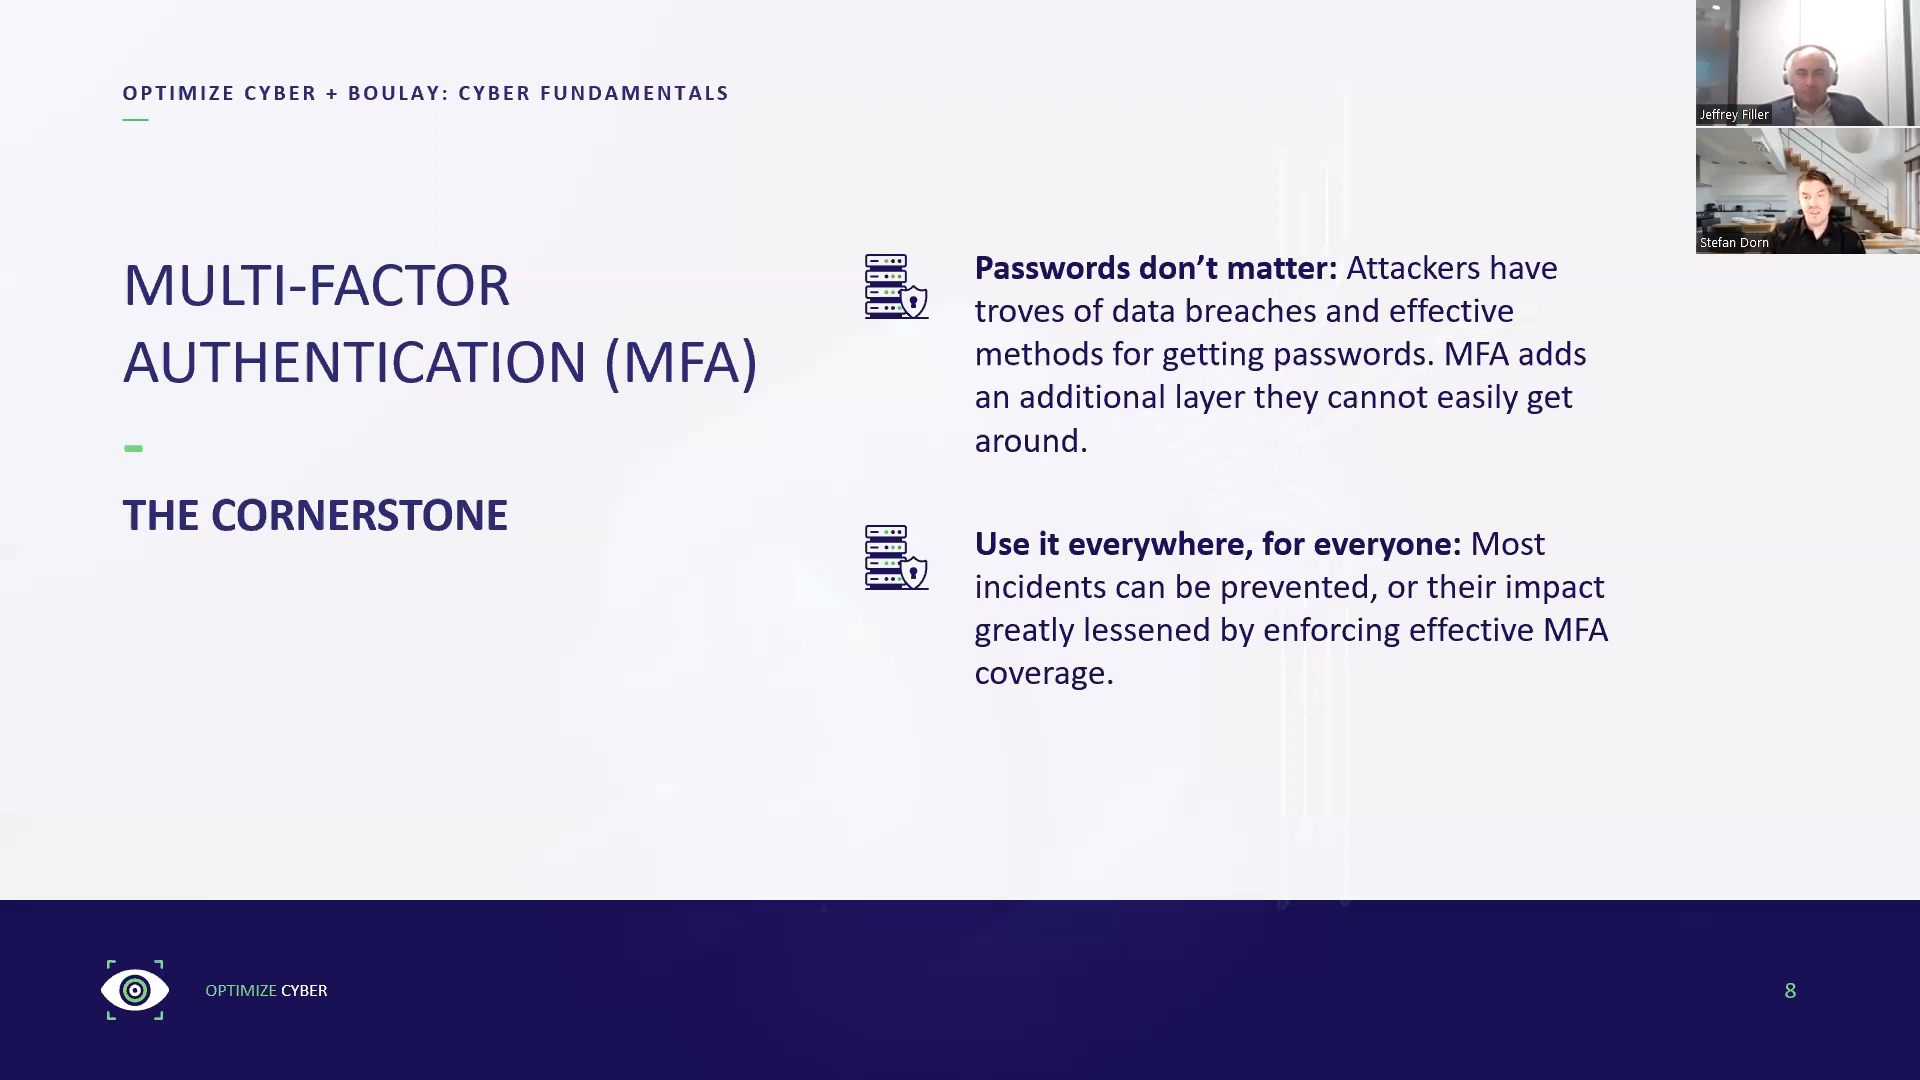 OPTIMIZE CYBER + BOULAY: CYBER FUNDAMENTALS
MULTI-FACTOR
AUTHENTICATION (MFA)
-
THE CORNERSTONE
Passwords don’t matter: Attackers have
troves of data breaches and effective
methods for getting passwords. MFA adds
an additional layer they cannot easily get
around.
Use it everywhere, for everyone: Most
incidents can be prevented, or their impact
greatly lessened by enforcing effective MFA
coverage.
Jeffrey Filler
Stefan Dorn
OPTIMIZE CYBER
8